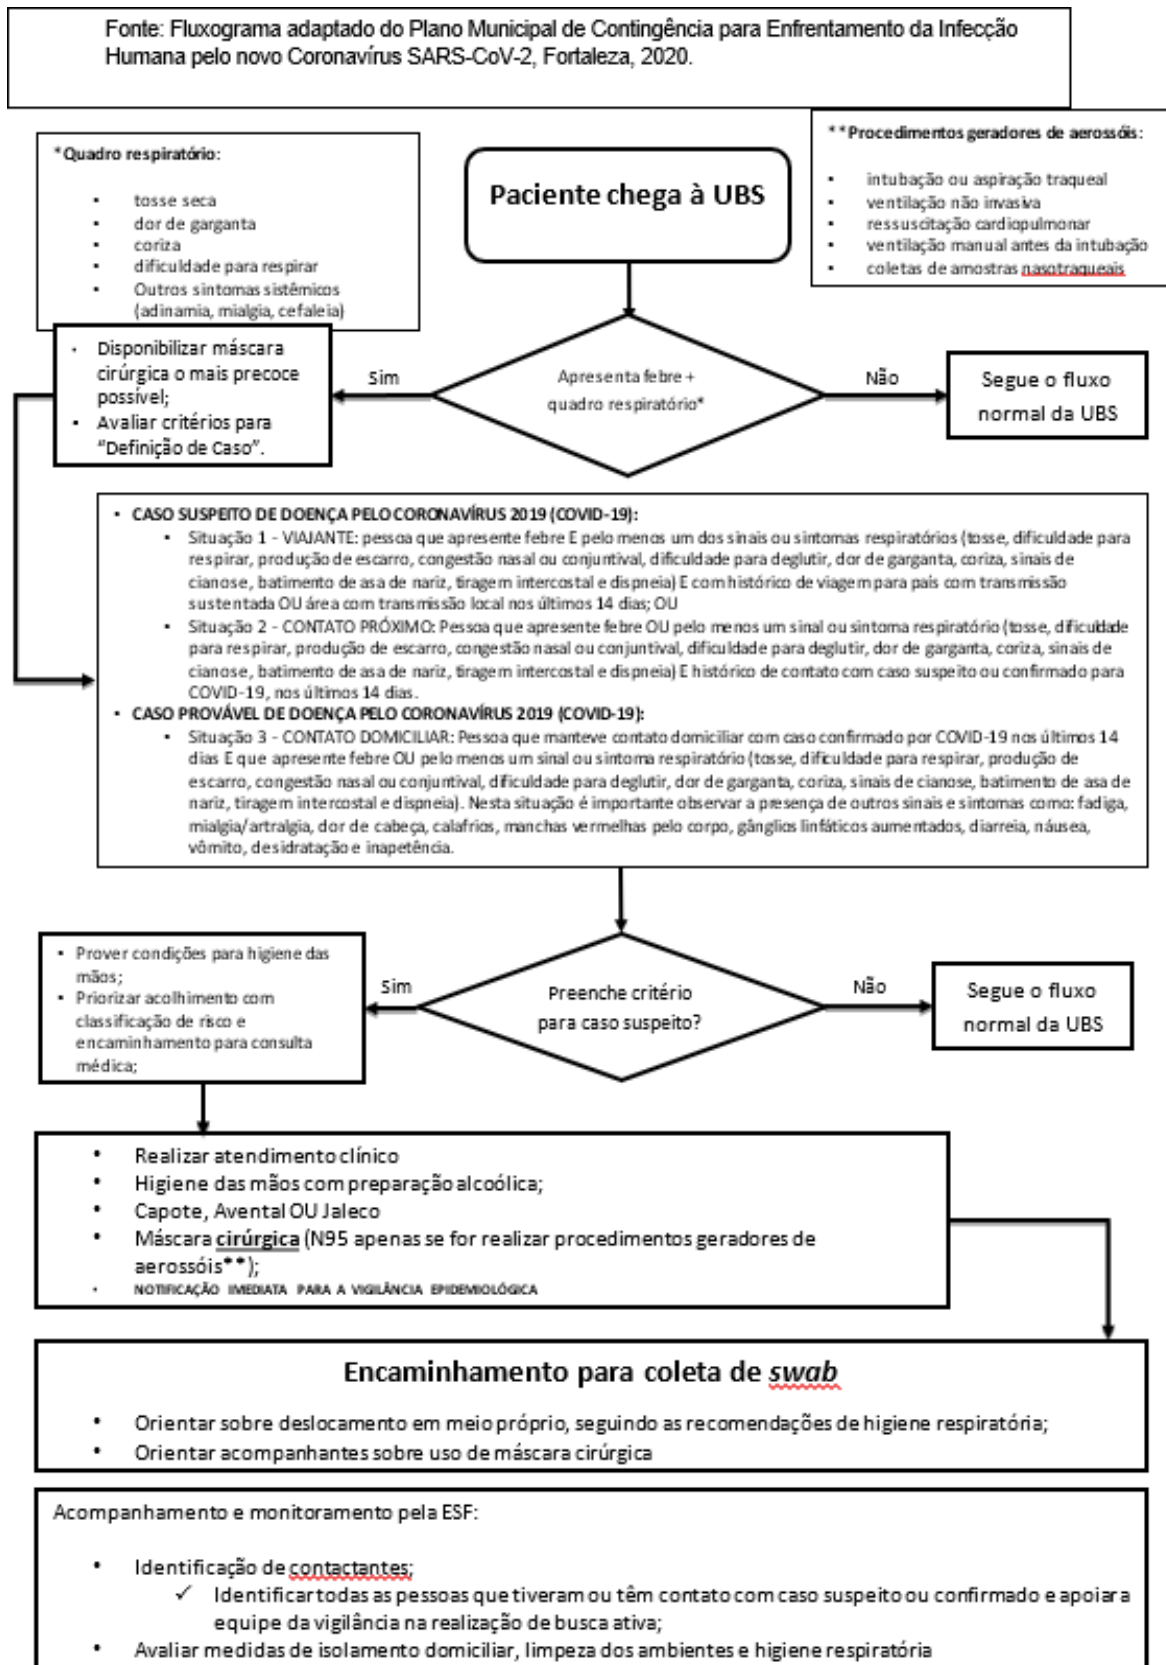 Fonte: Fluxograma adaptado do Plano Municipal de Contingência para Enfrentamento da Infecção
Humana pelo novo Coronavírus SARS-CoV-2, Fortaleza, 2020.
*Quadro respiratório:
▪ tosse seca
▪ dor de garganta
▪ coriza
▪ dificuldade para respirar
▪ Outros sintomas sistêmicos
(adinamia, mialgia, cefaleia)
Paciente chega à UBS
**Procedimentos geradores de aerossóis:
▪ intubação ou aspiração traqueal
▪ ventilação não invasiva
▪ ressuscitação cardiopulmonar
▪ ventilação manual antes da intubação
▪ coletas de amostras nasotraqueais
• Disponibilizar máscara
cirúrgica o mais precoce
possível;
• Avaliar critérios para
“Definição de Caso”.
Sim
Apresenta febre +
quadro respiratório*
Não
Segue o fluxo
normal da UBS
▪ CASO SUSPEITO DE DOENÇA PELO CORONAVÍRUS 2019 (COVID-19):
▪ Situação 1 - VIAJANTE: pessoa que apresente febre E pelo menos um dos sinais ou sintomas respiratórios (tosse, dificuldade para
respirar, produção de escarro, congestão nasal ou conjuntival, dificuldade para deglutir, dor de garganta, coriza, sinais de
cianose, batimento de asa de nariz, tiragem intercostal e dispneia) E com histórico de viagem para país com transmissão
sustentada OU área com transmissão local nos últimos 14 dias; OU
▪ Situação 2 - CONTATO PRÓXIMO: Pessoa que apresente febre OU pelo menos um sinal ou sintoma respiratório (tosse, dificuldade
para respirar, produção de escarro, congestão nasal ou conjuntival, dificuldade para deglutir, dor de garganta, coriza, sinais de
cianose, batimento de asa de nariz, tiragem intercostal e dispneia) E histórico de contato com caso suspeito ou confirmado para
COVID-19, nos últimos 14 dias.
▪ CASO PROVÁVEL DE DOENÇA PELO CORONAVÍRUS 2019 (COVID-19):
▪ Situação 3 - CONTATO DOMICILIAR: Pessoa que manteve contato domiciliar com caso confirmado por COVID-19 nos últimos 14
dias E que apresente febre OU pelo menos um sinal ou sintoma respiratório (tosse, dificuldade para respirar, produção de
escarro, congestão nasal ou conjuntival, dificuldade para deglutir, dor de garganta, coriza, sinais de cianose, batimento de asa de
nariz, tiragem intercostal e dispneia). Nesta situação é importante observar a presença de outros sinais e sintomas como: fadiga,
mialgia/artralgia, dor de cabeça, calafrios, manchas vermelhas pelo corpo, gânglios linfáticos aumentados, diarreia, náusea,
vômito, desidratação e inapetência.
▪ Prover condições para higiene das
mãos;
▪ Priorizar acolhimento com
classificação de risco e
encaminhamento para consulta
médica;
Sim
Preenche critério
para caso suspeito?
Não
Segue o fluxo
normal da UBS
• Realizar atendimento clínico
• Higiene das mãos com preparação alcoólica;
• Capote, Avental OU Jaleco
• Máscara cirúrgica (N95 apenas se for realizar procedimentos geradores de
aerossóis**);
• NOTIFICAÇÃO IMEDIATA PARA A VIGILÂNCIA EPIDEMIOLÓGICA
Encaminhamento para coleta de swab
• Orientar sobre deslocamento em meio próprio, seguindo as recomendações de higiene respiratória;
• Orientar acompanhantes sobre uso de máscara cirúrgica
Acompanhamento e monitoramento pela ESF:
• Identificação de contactantes;
✓ Identificar todas as pessoas que tiveram ou têm contato com caso suspeito ou confirmado e apoiar a
equipe da vigilância na realização de busca ativa;
• Avaliar medidas de isolamento domiciliar, limpeza dos ambientes e higiene respiratória